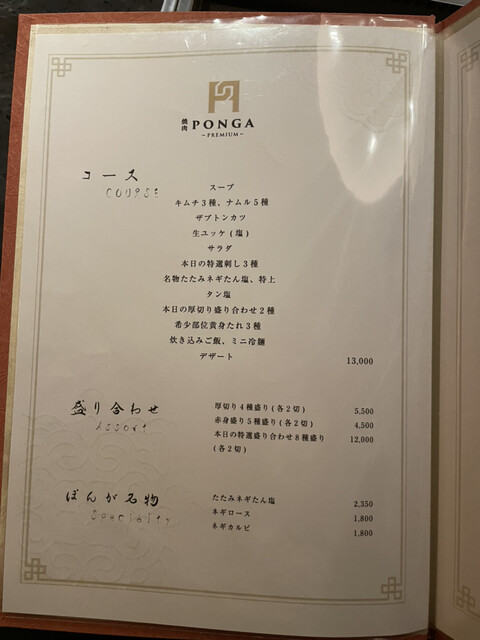 焼肉 PONGA
-PREMIUM-
コース
COURSE
スープ
キムチ3種、ナムル5種
ザブトンカツ
生ユッケ(塩)
サラダ
本日の特選刺し3種
名物たたみネギたん塩、特上
タン塩
本日の厚切り盛り合わせ2種
希少部位黄身たれ3種
炊き込みご飯、ミニ冷麺
デザート
13,000
盛り合わせ
Assort
厚切り4種盛り(各2切) 5,500
赤身盛り5種盛り(各2切) 4,500
本日の特選盛り合わせ8種盛り 12,000
(各2切)
ぽんが名物
Specialty
たたみネギたん塩 2,350
ネギロース 1,800
ネギカルビ 1,800